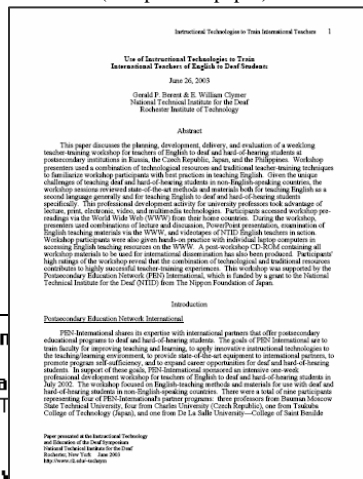 Instructional Technologies to Train International Teachers 1
Use of Instructional Technologies to Train
International Teachers of English to Deaf Students
June 26, 2003
Gerald P. Berent & E. William Clymer
National Technical Institute for the Deaf
Rochester Institute of Technology
Abstract
This paper discusses the planning, development, delivery, and evaluation of a weeklong
teacher-training workshop for teachers of English to deaf and hard-of-hearing students at
postsecondary institutions in Russia, the Czech Republic, Japan, and the Philippines. Workshop
presenters used a combination of technological resources and traditional teacher-training techniques
to familiarize workshop participants with best practices in teaching English. Given the unique
challenges of teaching deaf and hard-of-hearing students in non-English-speaking countries, the
workshop sessions reviewed state-of-the-art methods and materials both for teaching English as a
second language generally and for teaching English to deaf and hard-of-hearing students
specifically. This professional development activity for university professors took advantage of
lecture, print, electronic, video, and multimedia technologies. Participants accessed workshop pre-
readings via the World Wide Web (WWW) from their home countries. During the workshop,
presenters used combinations of lecture and discussion, PowerPoint presentation, examination of
English teaching materials via the WWW, and videotapes of NTID English teachers in action.
Workshop participants were also given hands-on practice with individual laptop computers in
accessing English teaching resources on the WWW. A post-workshop CD-ROM containing all
workshop materials to be used for international dissemination has also been produced. Participants'
high ratings of the workshop reveal that the combination of technological and traditional resources
contributes to highly successful teacher-training experiences. This workshop was supported by the
Postsecondary Education Network (PEN) International, which is funded by a grant to the National
Technical Institute for the Deaf (NTID) from The Nippon Foundation of Japan.
Introduction
Postsecondary Education Network International
PEN-International shares its expertise with international partners that offer postsecondary
educational programs to deaf and hard-of-hearing students. The goals of PEN International are to
train faculty for improving teaching and learning, to apply innovative instructional technologies to
the teaching/learning environment, to provide state-of-the-art equipment to international partners, to
promote program self-sufficiency, and to expand career opportunities for deaf and hard-of-hearing
students. In support of these goals, PEN-International sponsored an intensive one-week
professional development workshop for teachers of English to deaf and hard-of-hearing students in
July 2002. The workshop focused on English-teaching methods and materials for use with deaf and
hard-of-hearing students in non-English-speaking countries. There were a total of nine participants
representing four of PEN-International's partner programs: three professors from Bauman Moscow
State Technical University, four from Charles University (Czech Republic), one from Tsukuba
College of Technology (Japan), and one from De La Salle University—College of Saint Benilde
Paper presented at the Instructional Technology
and Education of the Deaf Symposium
National Technical Institute for the Deaf
Rochester, New York June 2003